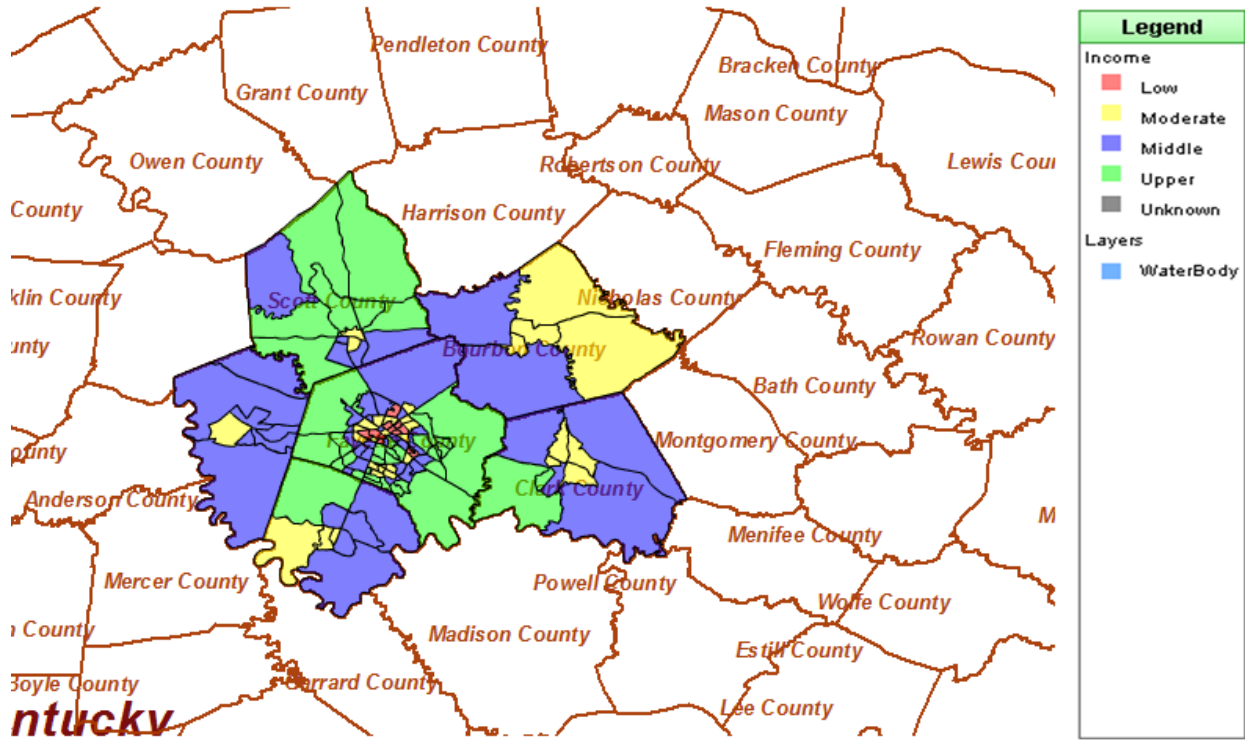 Legend
Income
Low
Moderate
Middle
Upper
Unknown
Layers
WaterBody
Pendleton County
Bracken County
Grant County
Mason County
Owen County
Robertson County
Lewis Coun
County
Harrison County
Fleming County
klin County
Scott County
Nicholas County
unty
Bourbon County
Rowan County
Bath County
Fa County
Montgomery County
ounty
Clark County
Anderson County
M
Menifee County
Mercer County
Powell County
Wolfe County
n County
Madison County
Estill County
Boyle County
Garrard County
Lee County
ntucky